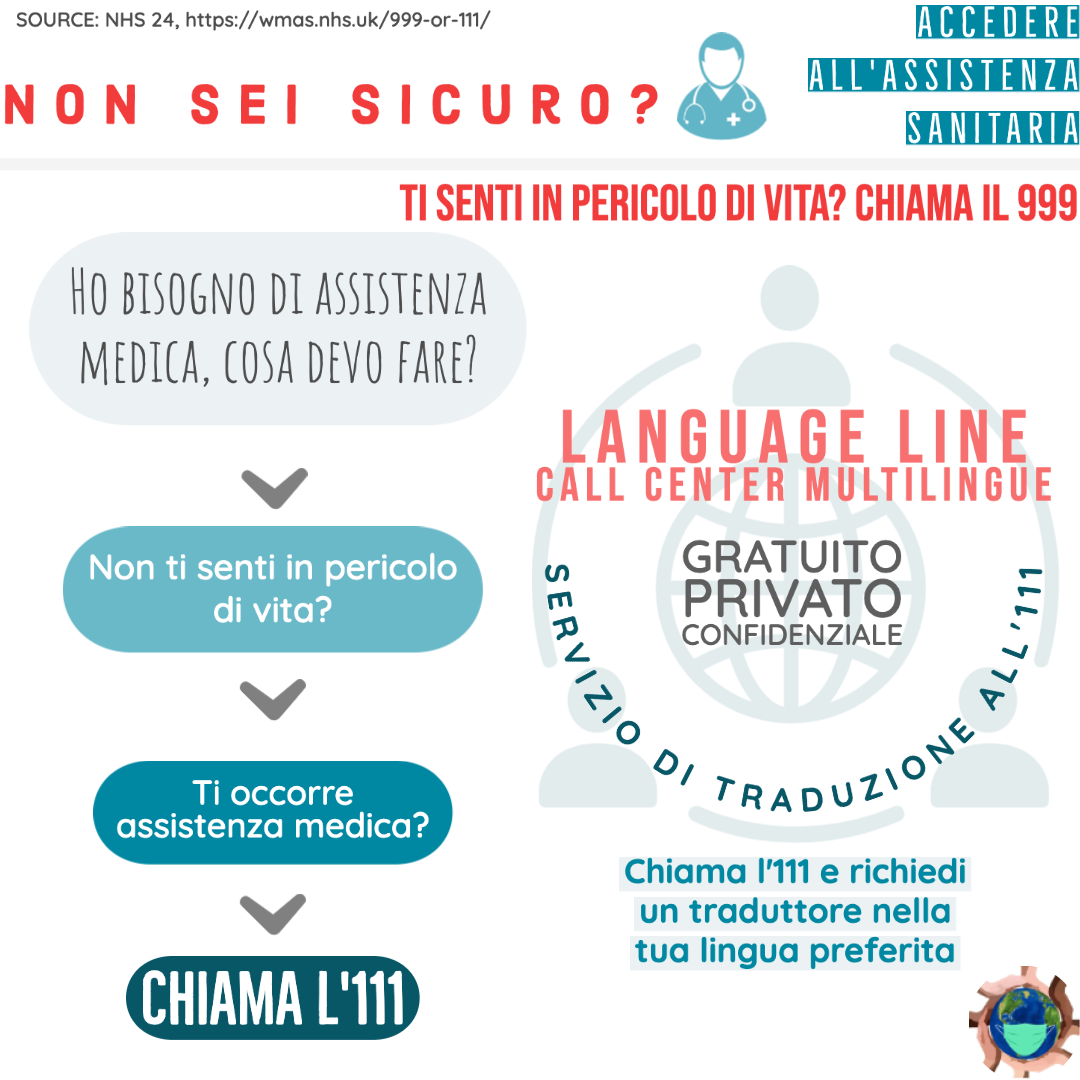 SOURCE: NHS 24, https://wmas.nhs.uk/999-or-111/
NON SEI SICURO?
ACCEDERE
ALL'ASSISTENZA
SANITARIA
TI SENTI IN PERICOLO DI VITA? CHIAMA IL 999
HO BISOGNO DI ASSISTENZA
MEDICA, COSA DEVO FARE?
Non ti senti in pericolo
di vita?
Ti occorre
assistenza medica?
CHIAMA L'111
LANGUAGE LINE
CALL CENTER MULTILINGUE
GRATUITO
PRIVATO
CONFIDENZIALE
SERVIZIO DI TRADUZIONE ALL'111
Chiama l'111 e richiedi
un traduttore nella
tua lingua preferita